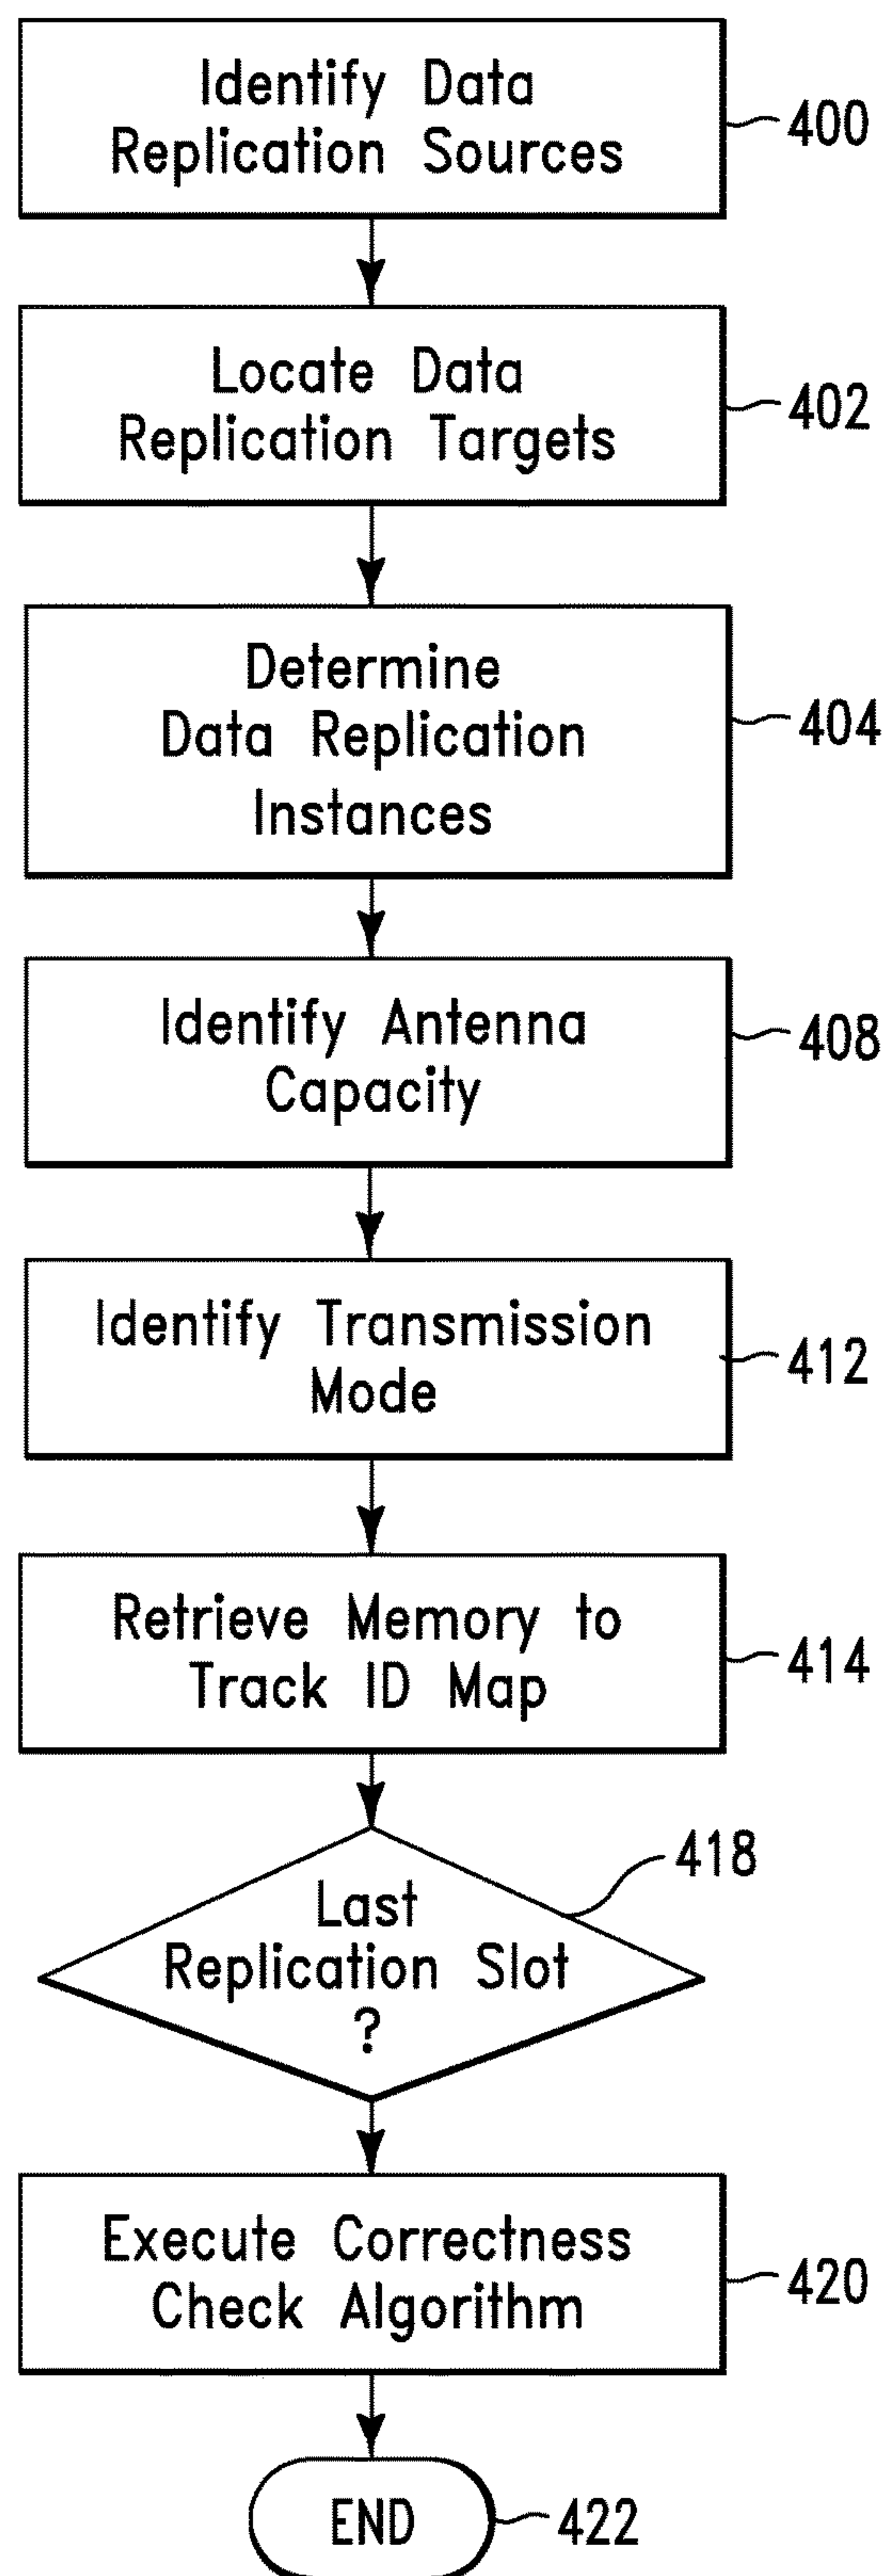 Identify Data
Replication Sources
400
Locate Data
Replication Targets
402
Determine
Data Replication
Instances
404
Identify Antenna
Capacity
408
Identify Transmission
Mode
412
Retrieve Memory to
Track ID Map
414
Last
Replication Slot
?
418
Execute Correctness
Check Algorithm
420
END
422